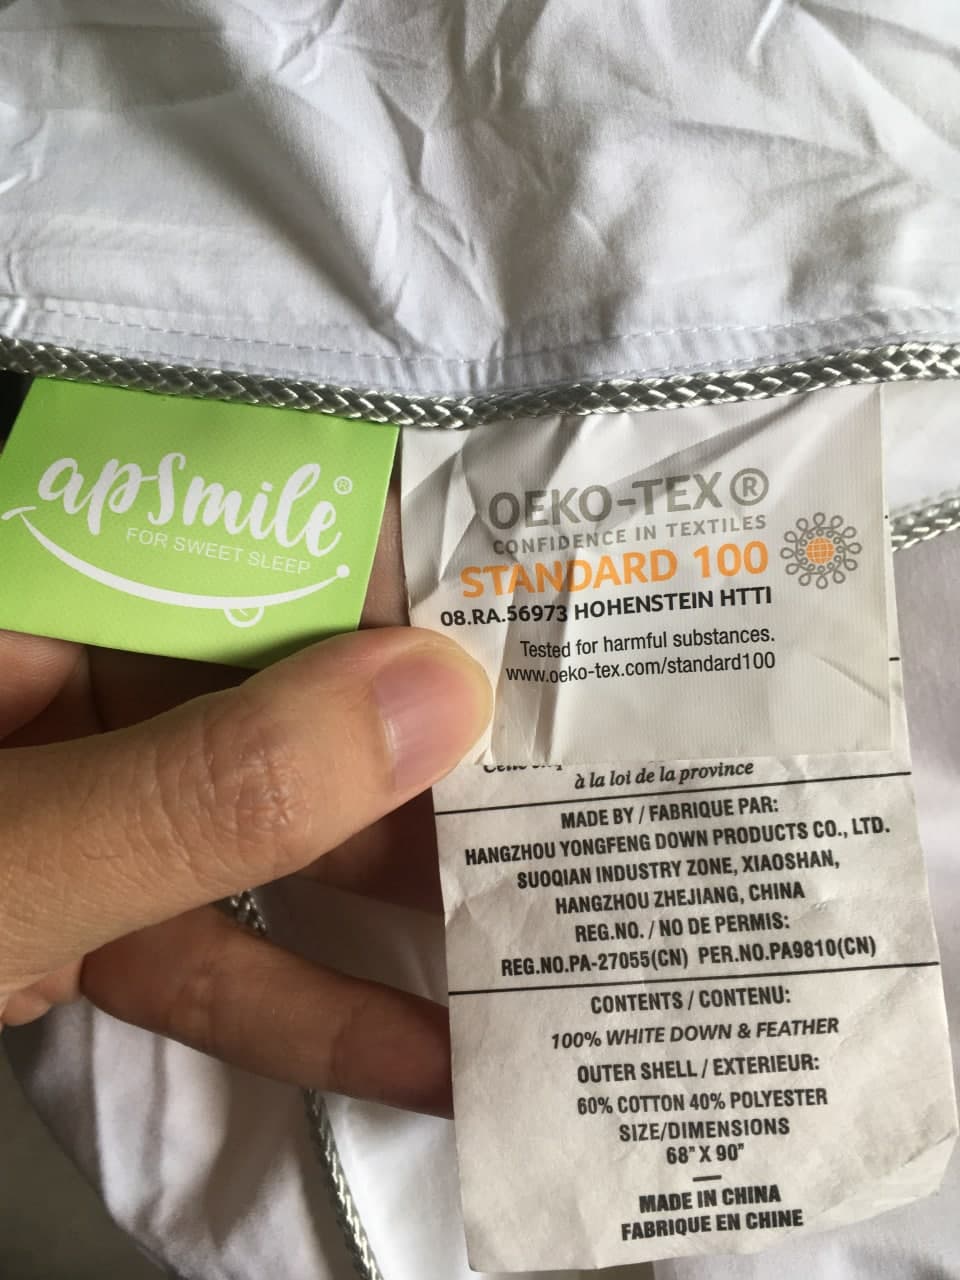 apSmile®
FOR SWEET SLEEP
OEKO-TEX®
CONFIDENCE IN TEXTILES
STANDARD 100
08.RA.56973 HOHENSTEIN HTTI
Tested for harmful substances.
www.oeko-tex.com/standard100
à la loi de la province
MADE BY / FABRIQUE PAR:
HANGZHOU YONGFENG DOWN PRODUCTS CO., LTD.
SUOQIAN INDUSTRY ZONE, XIAOSHAN,
HANGZHOU ZHEJIANG, CHINA
REG.NO. / NO DE PERMIS:
REG.NO.PA-27055(CN) PER.NO.PA9810(CN)
CONTENTS / CONTENU:
100% WHITE DOWN & FEATHER
OUTER SHELL / EXTERIEUR:
60% COTTON 40% POLYESTER
SIZE/DIMENSIONS
68" X 90"
MADE IN CHINA
FABRIQUE EN CHINE